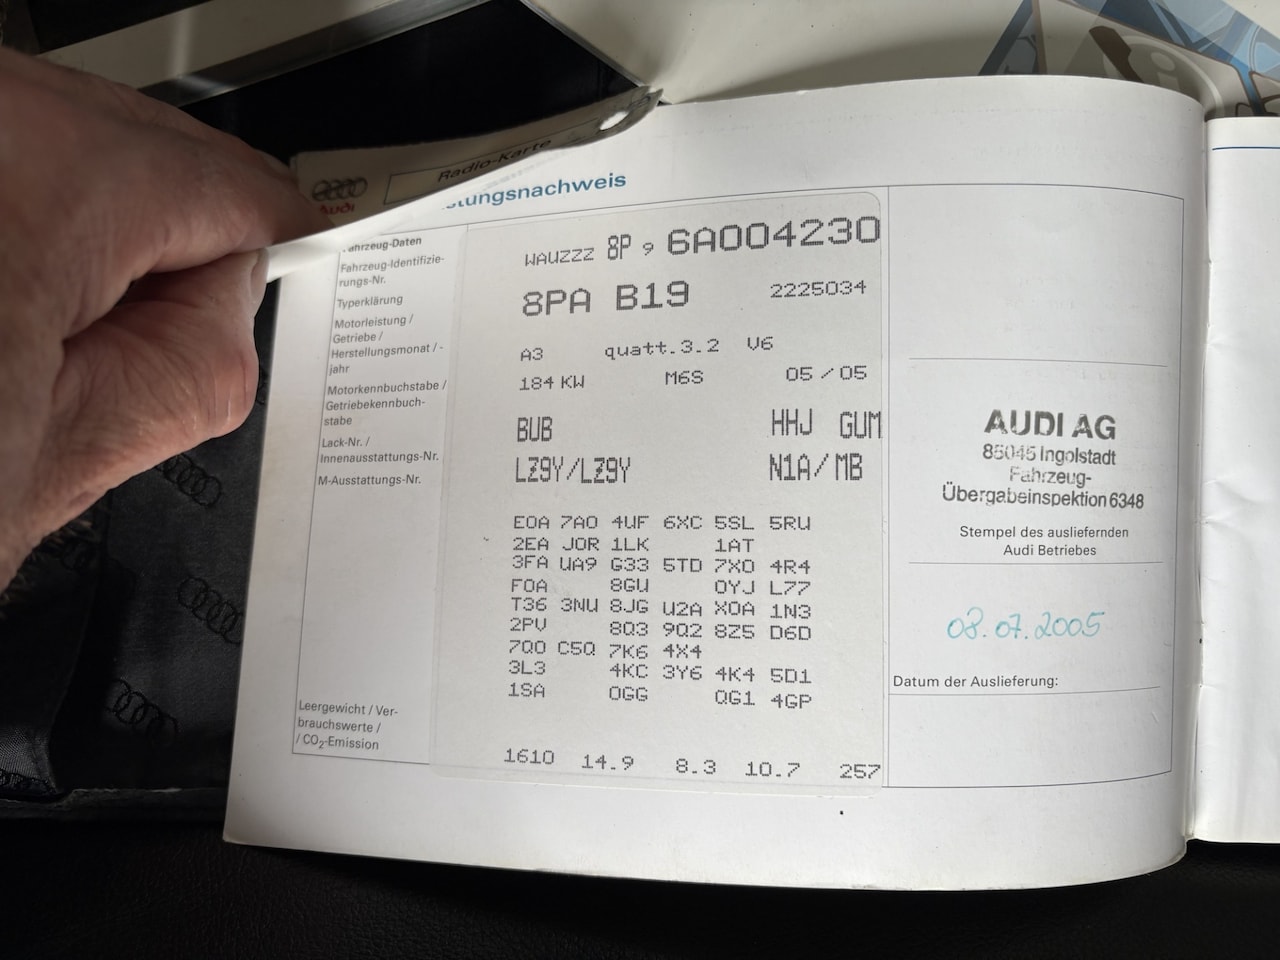 Radio-Karte
Audi
stungsnachweis
Fahrzeug-Daten
Fahrzeug-Identifizie-
rungs-Nr.
Typerklärung
Motorleistung /
Getriebe /
Herstellungsmonat / -
jahr
Motorkennbuchstabe /
Getriebekennbuch-
stabe
Lack-Nr. /
Innenausstattungs-Nr.
M-Ausstattungs-Nr.
Leergewicht / Ver-
brauchswerte /
/ CO2-Emission
WAUZZZ 8P 9 6A004230
8PA B19 2225034
A3 quatt.3.2 V6
184 KW M6S 05 / 05
BUB HHJ GUM
LZ9Y/LZ9Y N1A/ MB
E0A 7A0 4UF 6XC 5SL 5RU
2EA J0R 1LK 1AT
3FA UA9 G33 5TD 7X0 4R4
F0A 8GU 0YJ L77
T36 3NU 8JG U2A X0A 1N3
2PV 8Q3 9Q2 8Z5 D6D
7Q0 C5Q 7K6 4X4
3L3 4KC 3Y6 4K4 5D1
1SA 0GG QG1 4GP
1610 14.9 8.3 10.7 257
AUDI AG
85045 Ingolstadt
Fahrzeug-
Übergabeinspektion 6348
Stempel des ausliefernden
Audi Betriebes
08.07.2005
Datum der Auslieferung: